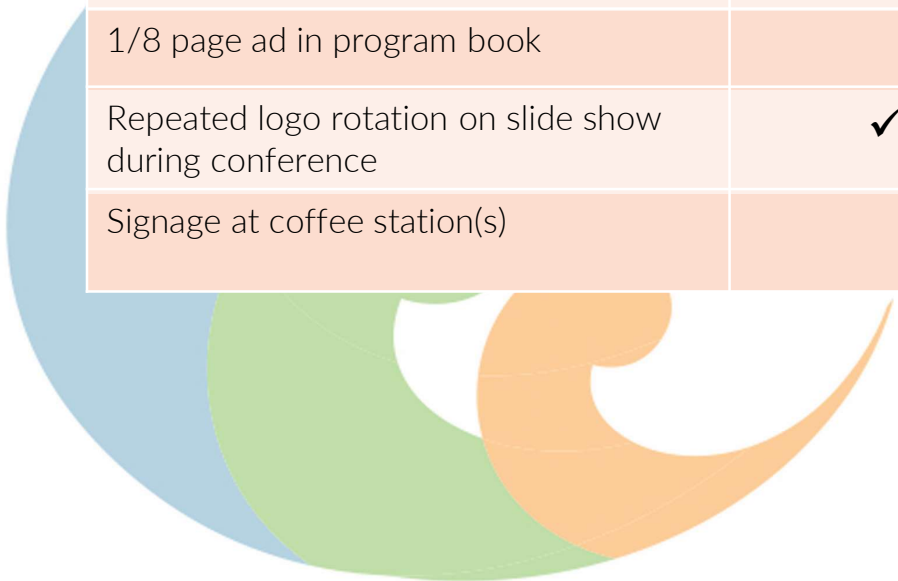 1/8 page ad in program book
Repeated logo rotation on slide show ✓
during conference
Signage at coffee station(s)